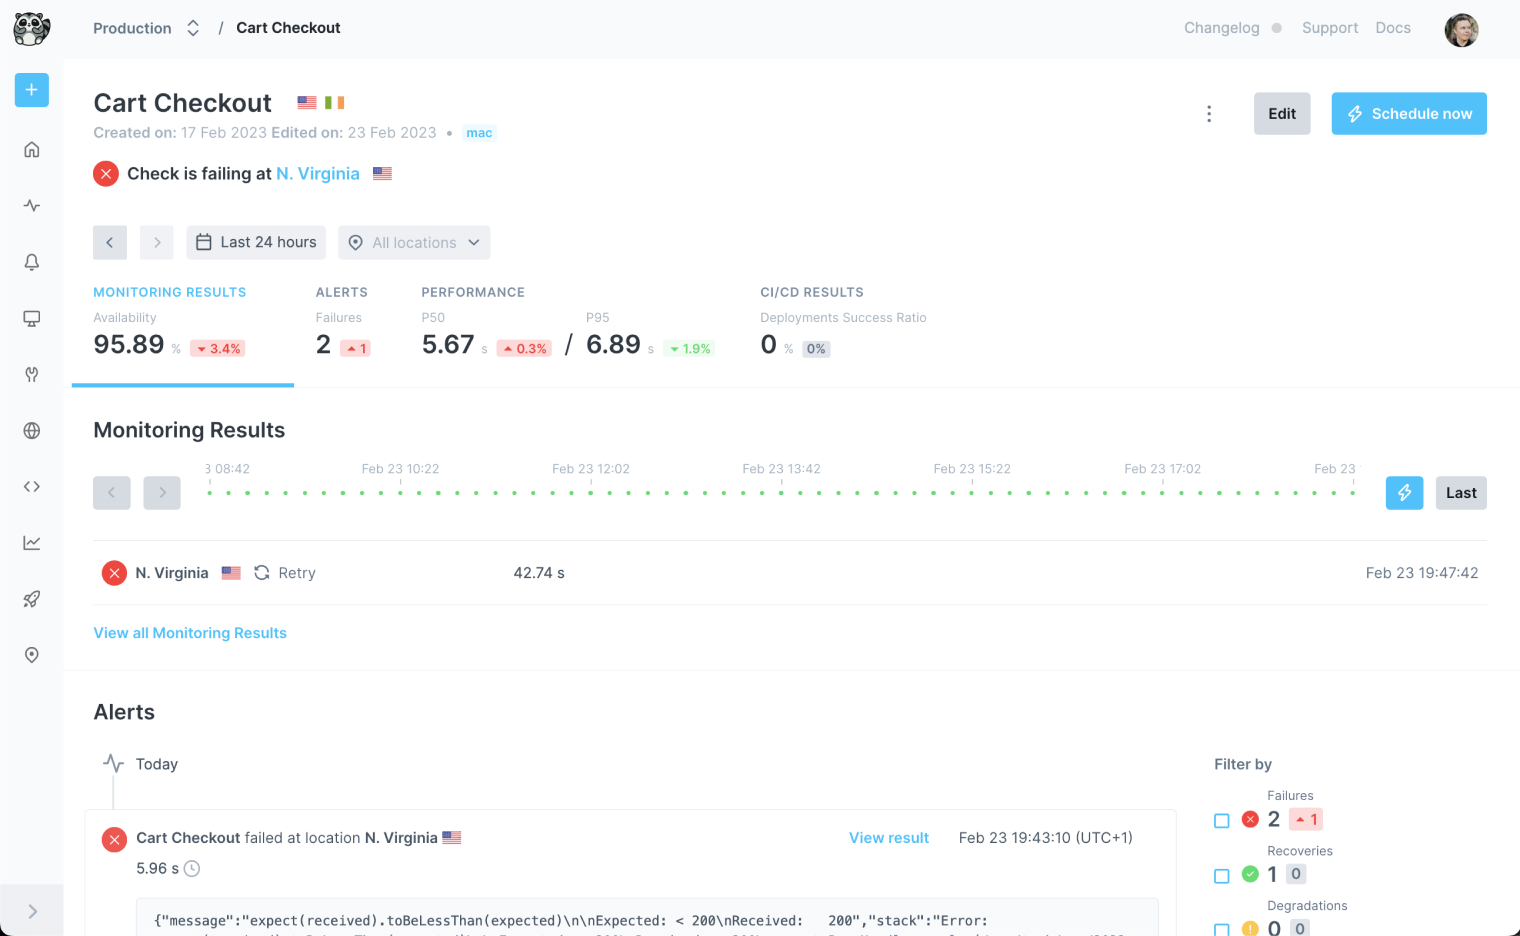 Production / Cart Checkout
Changelog Support Docs
Cart Checkout
Created on: 17 Feb 2023 Edited on: 23 Feb 2023 • mac
Check is failing at N. Virginia
Edit
Schedule now
Last 24 hours
All locations
MONITORING RESULTS
Availability
95.89 % 3.4%
ALERTS
Failures
2 1
PERFORMANCE
P50
5.67 s 0.3% /
P95
6.89 s 1.9%
CI/CD RESULTS
Deployments Success Ratio
0 % 0%
Monitoring Results
3 08:42 Feb 23 10:22 Feb 23 12:02 Feb 23 13:42 Feb 23 15:22 Feb 23 17:02 Feb 23
Last
N. Virginia Retry 42.74 s Feb 23 19:47:42
View all Monitoring Results
Alerts
Today
Cart Checkout failed at location N. Virginia View result Feb 23 19:43:10 (UTC+1)
5.96 s
{"message":"expect(received).toBeLessThan(expected)\n\nExpected: < 200\nReceived:   200","stack":"Error:
Filter by
Failures
2 1
Recoveries
1 0
Degradations
0 0